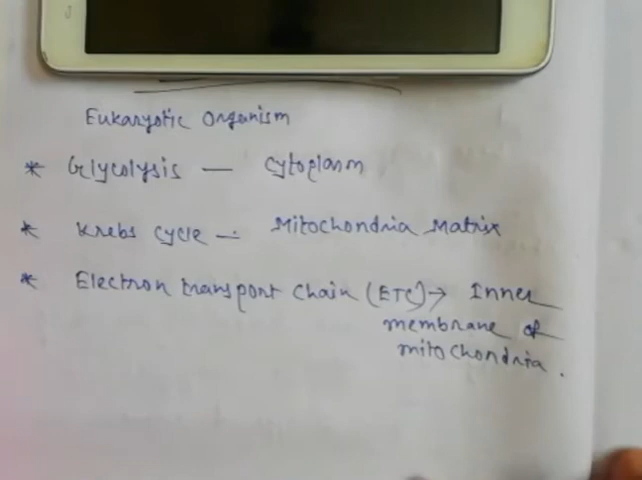 Eukaryotic Organism
* Glycolysis — Cytoplasm
* Krebs cycle — Mitochondria Matrix
* Electron transport chain (ETC) → Inner
membrane of
mitochondria.